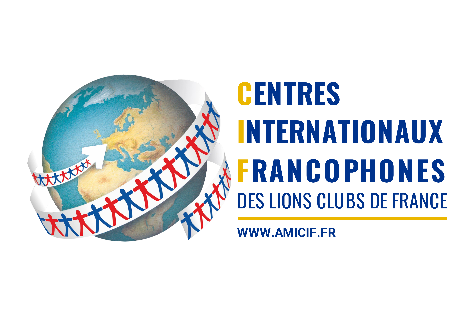 CENTRES
INTERNATIONAUX
FRANCOPHONES
DES LIONS CLUBS DE FRANCE
WWW.AMICIF.FR